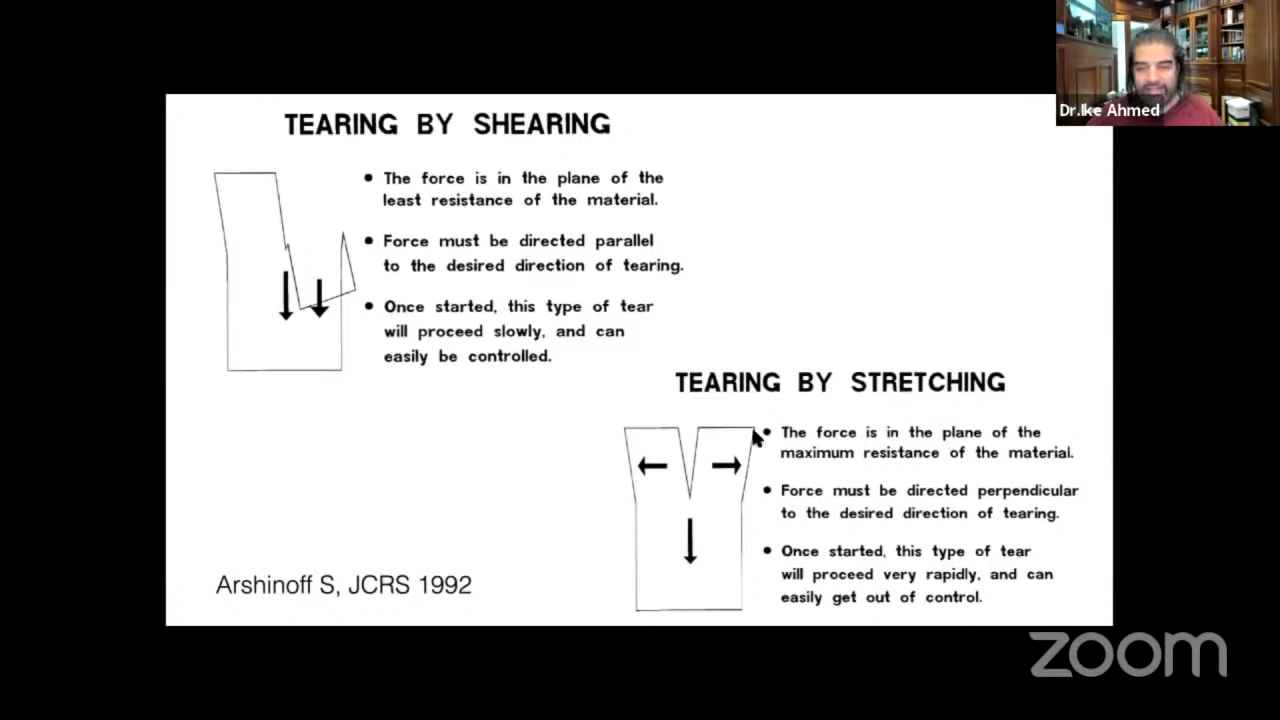 Dr.Ike Ahmed
TEARING BY SHEARING
• The force is in the plane of the
least resistance of the material.
• Force must be directed parallel
to the desired direction of tearing.
• Once started, this type of tear
will proceed slowly, and can
easily be controlled.
TEARING BY STRETCHING
• The force is in the plane of the
maximum resistance of the material.
• Force must be directed perpendicular
to the desired direction of tearing.
• Once started, this type of tear
will proceed very rapidly, and can
easily get out of control.
Arshinoff S, JCRS 1992
zoom